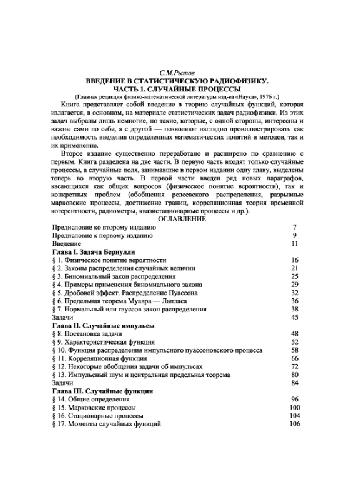 С.М.Рытов
ВВЕДЕНИЕ В СТАТИСТИЧЕСКУЮ РАДИОФИЗИКУ.
ЧАСТЬ 1. СЛУЧАЙНЫЕ ПРОЦЕССЫ
(Главная редакция физико-математической литературы изд-ва «Наука», 1976 г.)
Книга представляет собой введение в теорию случайных функций, которая
излагается, в основном, на материале статистических задач радиофизики. Из этих
задач выбраны лишь немногие, но такие, которые, с одной стороны, интересны и
важны сами по себе, а с другой — позволяют наглядно проиллюстрировать как
необходимость введения определенных математических понятий и методов, так и
их применение.
Второе издание существенно переработано и расширено по сравнению с
первым. Книга разделена на две части. В первую часть входят только случайные
процессы, а случайные поля, занимавшие в первом издании одну главу, выделены
теперь во вторую часть. В первой части введен ряд новых параграфов,
касающихся как общих вопросов (физическое понятие вероятности), так и
конкретных проблем (обобщения релеевского распределения, разрывные
марковские процессы, достижение границ, корреляционная теория временной
когерентности, радиометры, квазистационарные процессы и др.).
ОГЛАВЛЕНИЕ
Предисловие ко второму изданию 7
Предисловие к первому изданию 9
Введение 11
Глава I. Задача Бернулли
§ 1. Физическое понятие вероятности 16
§ 2. Законы распределения случайных величин 21
§ 3. Биномиальный закон распределения 25
§ 4. Примеры применения биномиального закона 29
§ 5. Дробовой эффект. Распределение Пуассона 32
§ 6. Предельная теорема Муавра — Лапласа 36
§ 7. Нормальный или гауссов закон распределения 38
Задачи 45
Глава II. Случайные импульсы
§ 8. Постановка задачи 48
§ 9. Характеристическая функция 52
§ 10. Функция распределения импульсного пуассоновского процесса 58
§ 11. Корреляционная функция 66
§ 12. Некоторые обобщения задачи об импульсах 72
§ 13. Импульсный шум и центральная предельная теорема 80
Задачи 84
Глава III. Случайные функции
§ 14. Общие определения 96
§ 15. Марковские процессы 100
§ 16. Стационарные процессы 104
§ 17. Моменты случайных функций 106